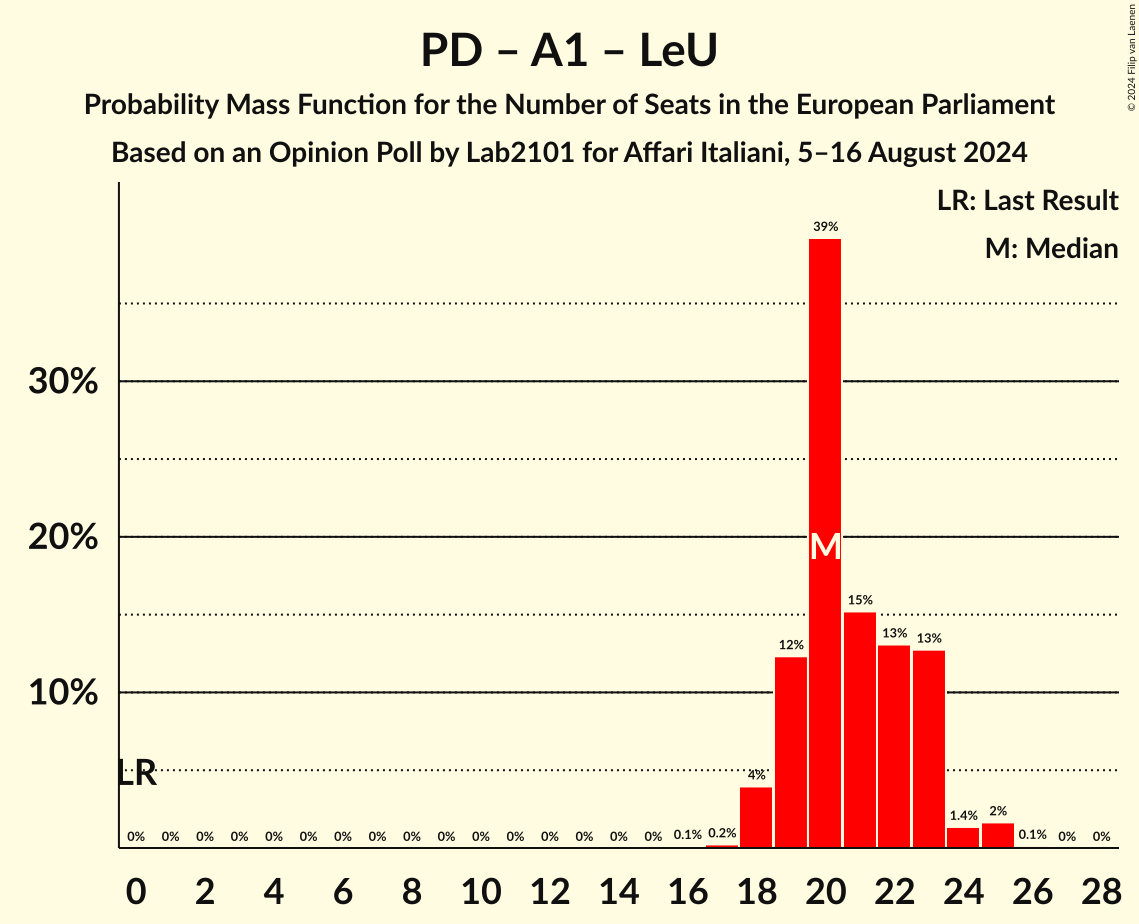 PD – A1 – LeU
Probability Mass Function for the Number of Seats in the European Parliament
Based on an Opinion Poll by Lab2101 for Affari Italiani, 5–16 August 2024
© 2024 Filip van Laenen
LR: Last Result
M: Median
39%
30%
20%
M
15%
13%
13%
12%
10%
LR
4%
0% 0% 0% 0% 0% 0% 0% 0% 0% 0% 0% 0% 0% 0% 0% 0% 0.1% 0.2% 1.4% 2% 0.1% 0% 0%
0 2 4 6 8 10 12 14 16 18 20 22 24 26 28